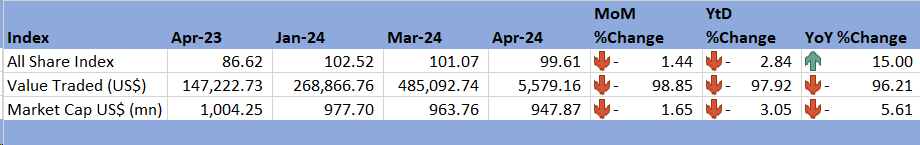 MoM YtD
Index Apr-23 Jan-24 Mar-24 Apr-24 %Change %Change YoY %Change
All Share Index 86.62 102.52 101.07 99.61 - 1.44 - 2.84 15.00
Value Traded (US$) 147,222.73 268,866.76 485,092.74 5,579.16 - 98.85 - 97.92 - 96.21
Market Cap US$ (mn) 1,004.25 977.70 963.76 947.87 - 1.65 - 3.05 - 5.61